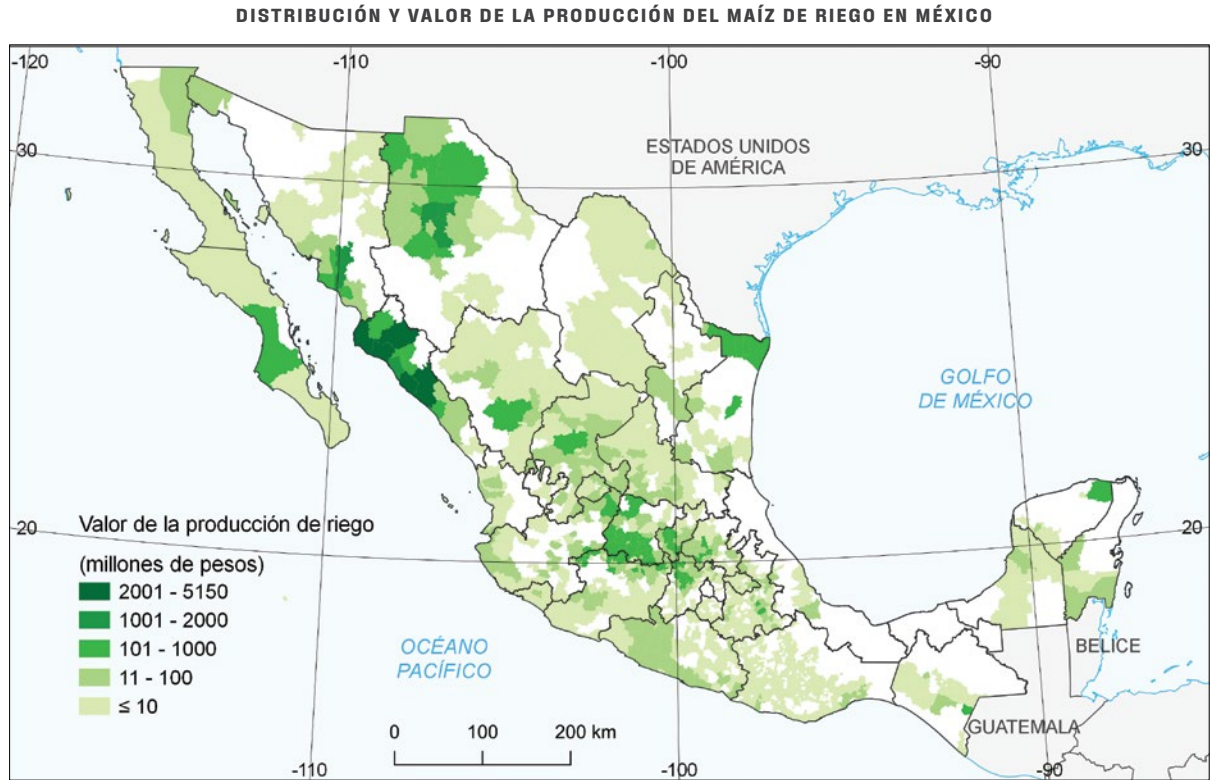 DISTRIBUCIÓN Y VALOR DE LA PRODUCCIÓN DEL MAÍZ DE RIEGO EN MÉXICO
-120
-110
-100
-90
30
ESTADOS UNIDOS
DE AMÉRICA
30
GOLFO
DE MÉXICO
20
Valor de la producción de riego
(millones de pesos)
2001 - 5150
1001 - 2000
101 - 1000
11 - 100
≤ 10
OCÉANO
PACÍFICO
0 100 200 km
20
BELICE
GUATEMALA
-110
-100
-90